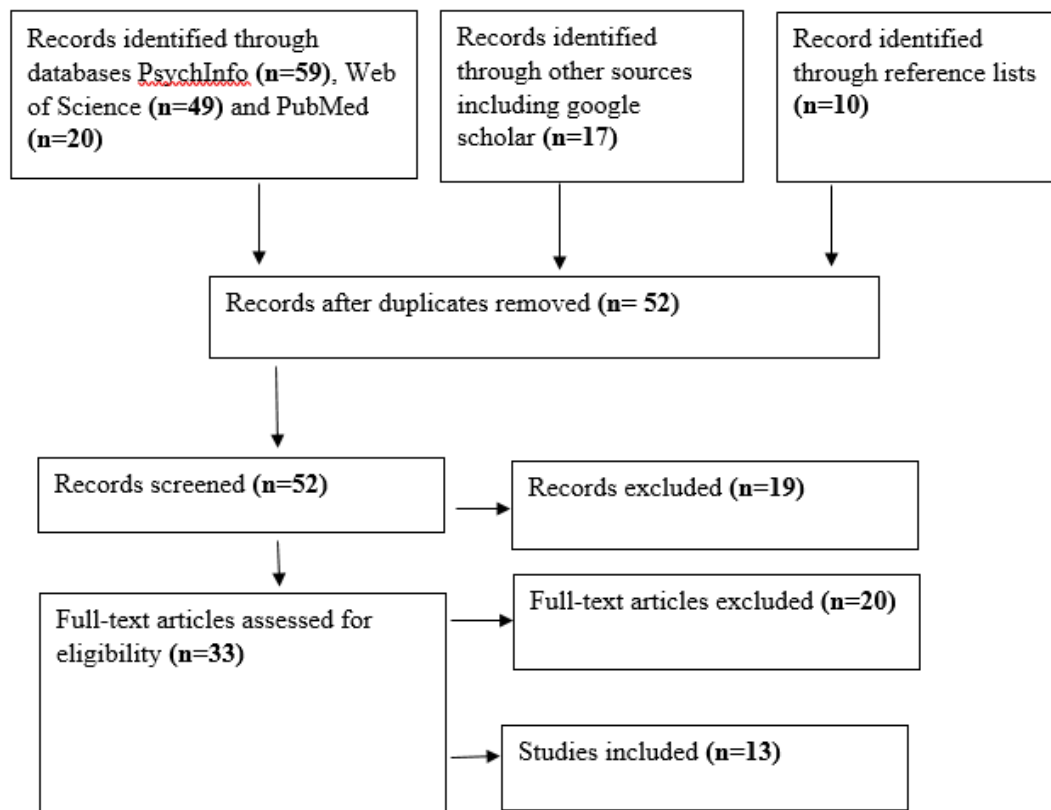 Records identified through
databases PsychInfo (n=59), Web
of Science (n=49) and PubMed
(n=20)
Records identified
through other sources
including google
scholar (n=17)
Record identified
through reference lists
(n=10)
Records after duplicates removed (n= 52)
Records screened (n=52)
Records excluded (n=19)
Full-text articles assessed for
eligibility (n=33)
Full-text articles excluded (n=20)
Studies included (n=13)